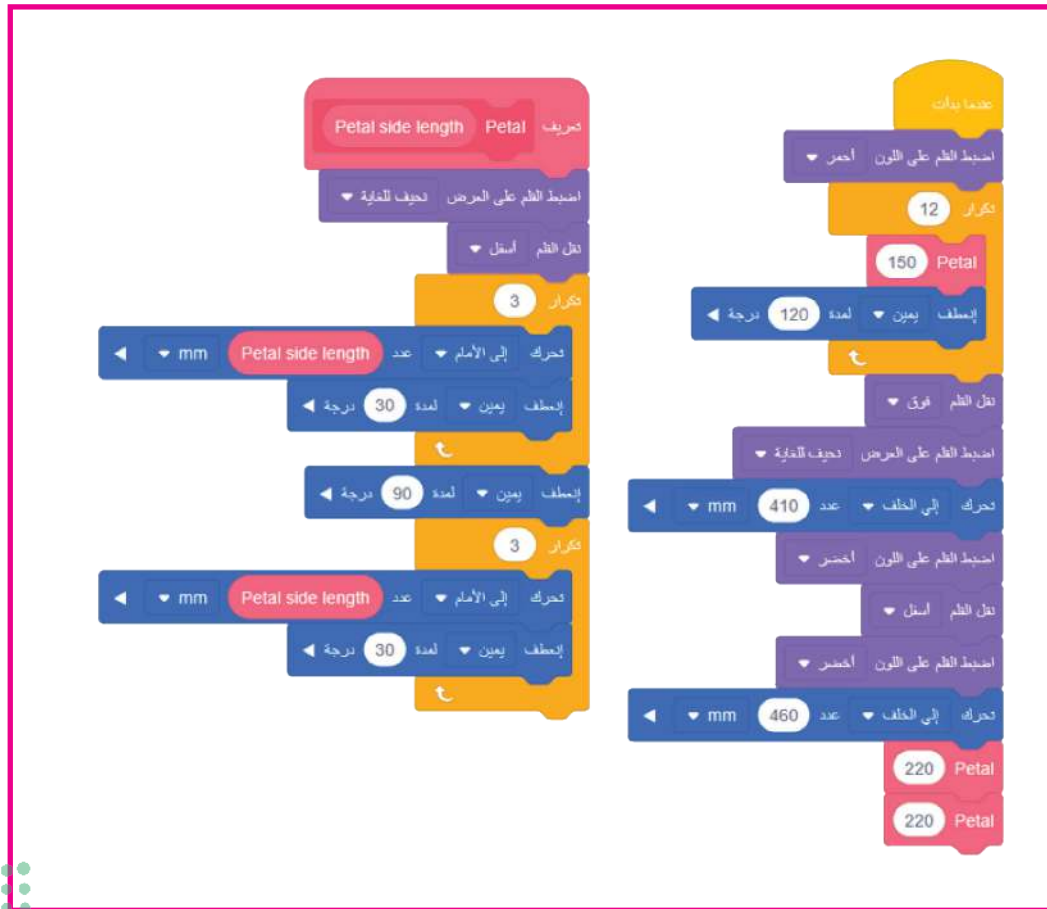 عندما بدأت
اضبط القلم على اللون أحمر
تكرار 12
Petal 150
إنعطف يمين لمدة 120 درجة
نقل القلم فوق
اضبط القلم على العرض نحيف للغاية
تحرك إلي الخلف عدد 410 mm
اضبط القلم على اللون أخضر
نقل القلم أسفل
اضبط القلم على اللون أخضر
تحرك إلي الخلف عدد 460 mm
Petal 220
Petal 220
تعريف Petal Petal side length
اضبط القلم على العرض نحيف للغاية
نقل القلم أسفل
تكرار 3
تحرك إلي الأمام عدد Petal side length mm
إنعطف يمين لمدة 30 درجة
إنعطف يمين لمدة 90 درجة
تكرار 3
تحرك إلي الأمام عدد Petal side length mm
إنعطف يمين لمدة 30 درجة